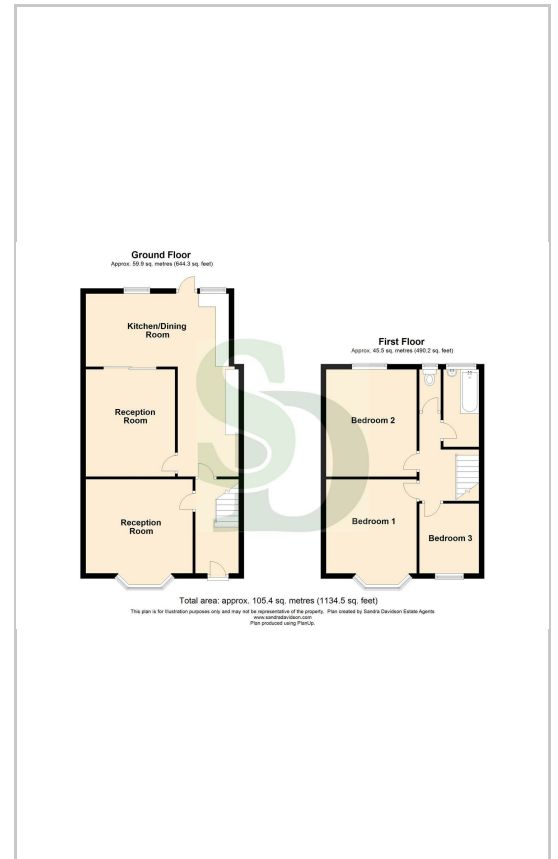 Ground Floor
Approx. 59.9 sq. metres (644.3 sq. feet)
Kitchen/Dining
Room
Reception
Room
Reception
Room
First Floor
Approx. 45.5 sq. metres (490.2 sq. feet)
Bedroom 2
Bedroom 1
Bedroom 3
SD
Total area: approx. 105.4 sq. metres (1134.5 sq. feet)
This plan is for illustration purposes only and may not be representative of the property. Plan created by Sandra Davidson Estate Agents
www.sandradavidson.com
Plan produced using PlanUp.